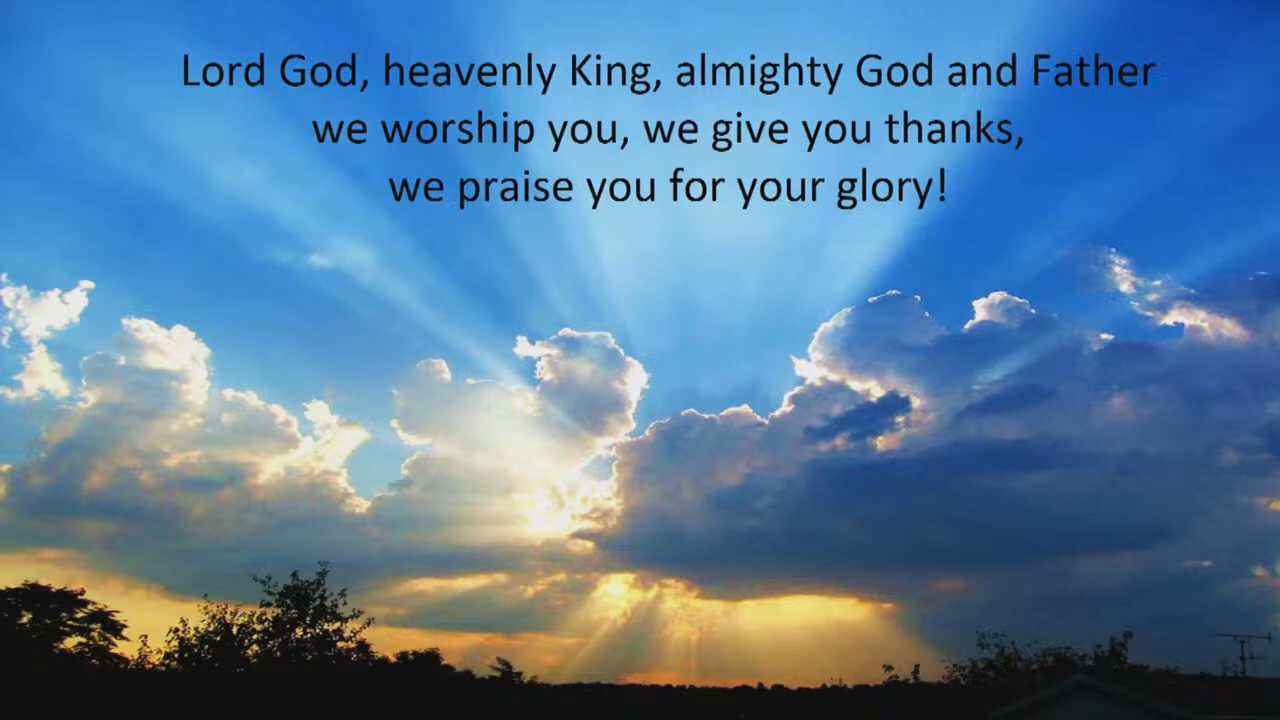 Lord God, heavenly King, almighty God and Father
we worship you, we give you thanks,
we praise you for your glory!